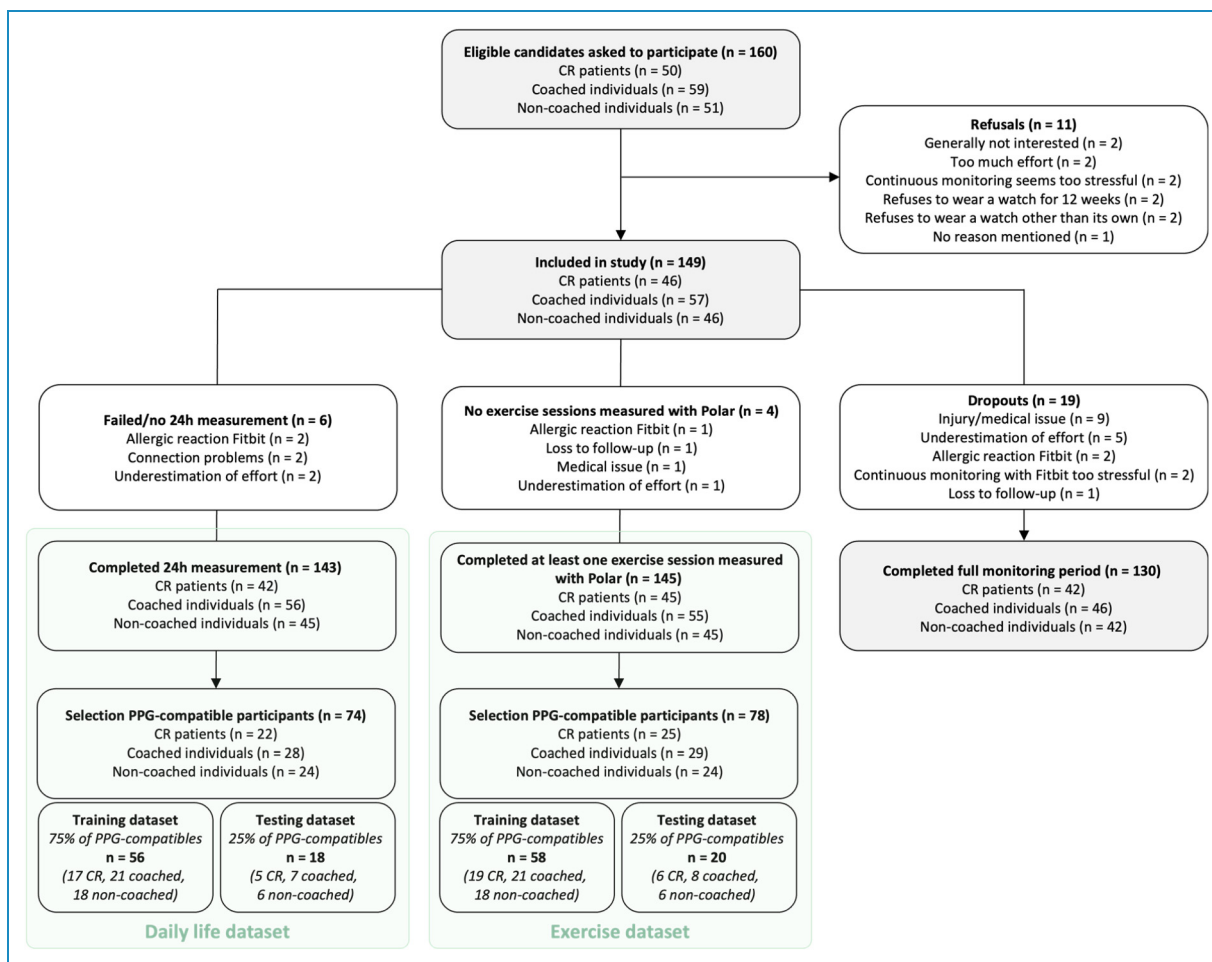 Eligible candidates asked to participate (n = 160)
CR patients (n = 50)
Coached individuals (n = 59)
Non-coached individuals (n = 51)
Refusals (n = 11)
Generally not interested (n = 2)
Too much effort (n = 2)
Continuous monitoring seems too stressful (n = 2)
Refuses to wear a watch for 12 weeks (n = 2)
Refuses to wear a watch other than its own (n = 2)
No reason mentioned (n = 1)
Included in study (n = 149)
CR patients (n = 46)
Coached individuals (n = 57)
Non-coached individuals (n = 46)
Failed/no 24h measurement (n = 6)
Allergic reaction Fitbit (n = 2)
Connection problems (n = 2)
Underestimation of effort (n = 2)
No exercise sessions measured with Polar (n = 4)
Allergic reaction Fitbit (n = 1)
Loss to follow-up (n = 1)
Medical issue (n = 1)
Underestimation of effort (n = 1)
Dropouts (n = 19)
Injury/medical issue (n = 9)
Underestimation of effort (n = 5)
Allergic reaction Fitbit (n = 2)
Continuous monitoring with Fitbit too stressful (n = 2)
Loss to follow-up (n = 1)
Completed 24h measurement (n = 143)
CR patients (n = 42)
Coached individuals (n = 56)
Non-coached individuals (n = 45)
Completed at least one exercise session measured
with Polar (n = 145)
CR patients (n = 45)
Coached individuals (n = 55)
Non-coached individuals (n = 45)
Completed full monitoring period (n = 130)
CR patients (n = 42)
Coached individuals (n = 46)
Non-coached individuals (n = 42)
Selection PPG-compatible participants (n = 74)
CR patients (n = 22)
Coached individuals (n = 28)
Non-coached individuals (n = 24)
Selection PPG-compatible participants (n = 78)
CR patients (n = 25)
Coached individuals (n = 29)
Non-coached individuals (n = 24)
Training dataset
75% of PPG-compatibles
n = 56
(17 CR, 21 coached,
18 non-coached)
Testing dataset
25% of PPG-compatibles
n = 18
(5 CR, 7 coached,
6 non-coached)
Training dataset
75% of PPG-compatibles
n = 58
(19 CR, 21 coached,
18 non-coached)
Testing dataset
25% of PPG-compatibles
n = 20
(6 CR, 8 coached,
6 non-coached)
Daily life dataset
Exercise dataset